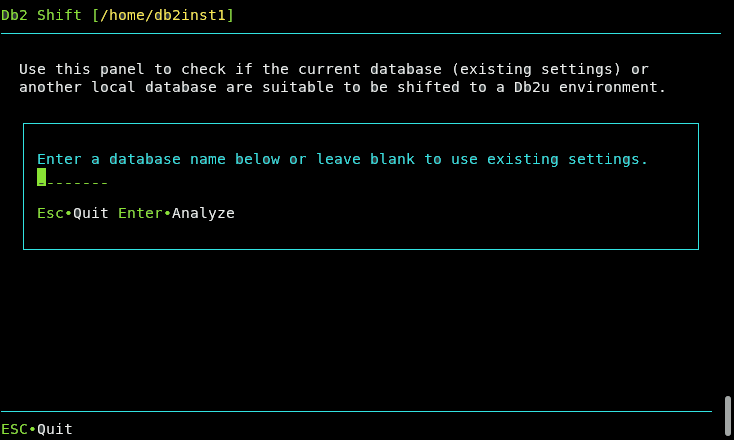 Db2 Shift [/home/db2inst1]
Use this panel to check if the current database (existing settings) or
another local database are suitable to be shifted to a Db2u environment.
Enter a database name below or leave blank to use existing settings.
--------
Esc•Quit Enter•Analyze
ESC•Quit